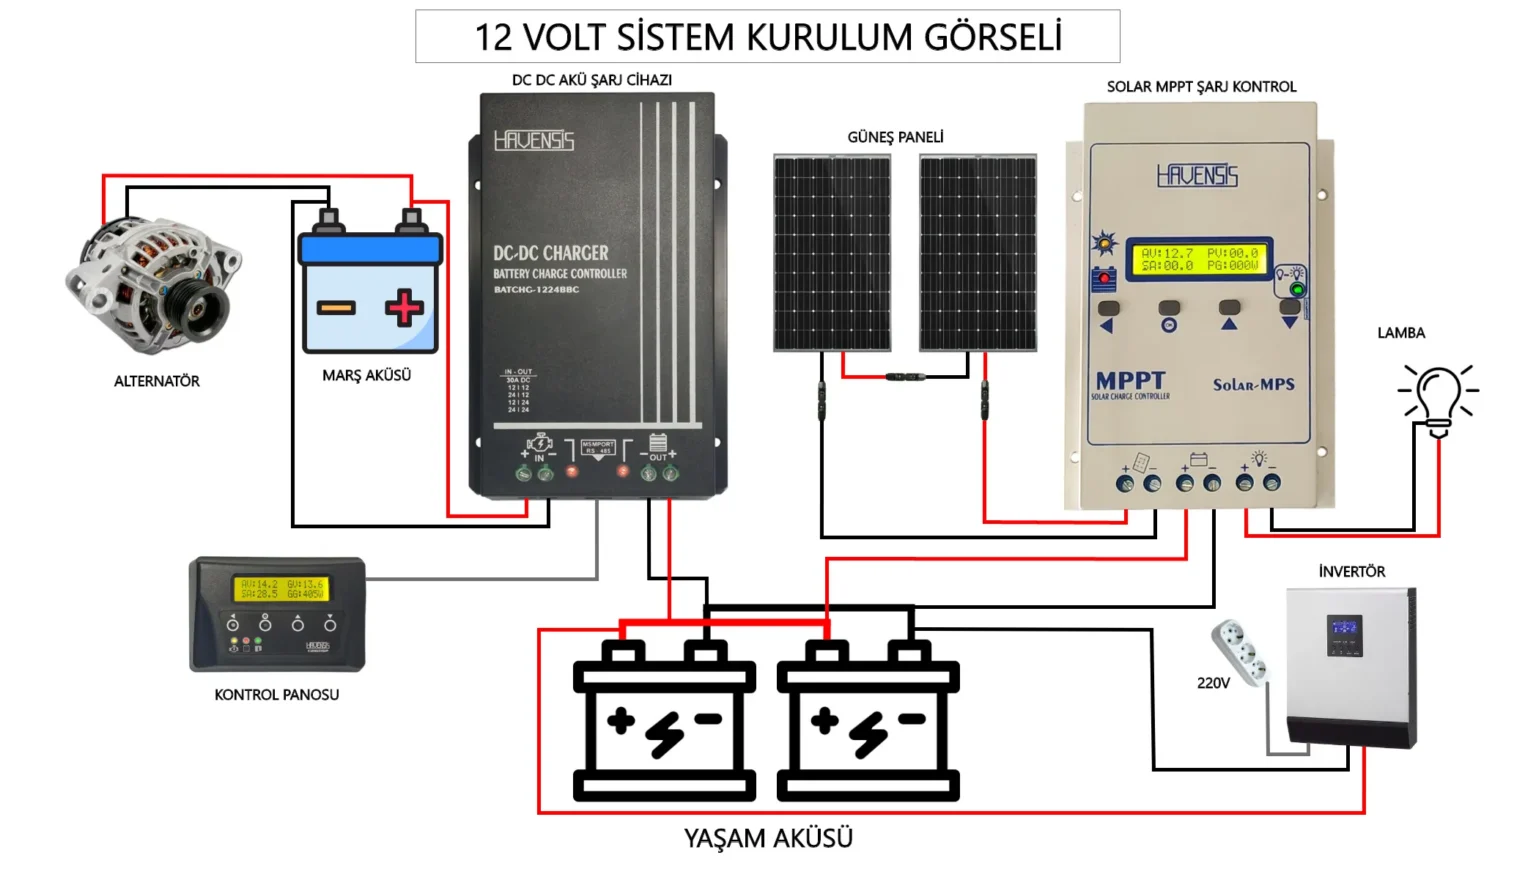 12 VOLT SİSTEM KURULUM GÖRSELİ
DC DC AKÜ ŞARJ CİHAZI
SOLAR MPPT ŞARJ KONTROL
GÜNEŞ PANELİ
HAVENSİS
HAVENSİS
DC-DC CHARGER
BATTERY CHARGE CONTROLLER
BATCHG-1224BBC
AV:12.7 PV:00.0
SA:00.0 PG:000W
OK
LAMBA
ALTERNATÖR
MARŞ AKÜSÜ
IN - OUT
30A DC
12 | 12
24 | 12
12 | 24
24 | 24
MPPT
SOLAR CHARGE CONTROLLER
SOLAR-MPS
MSMPORT
RS - 485
+ IN −
− OUT +
+ − + − + −
İNVERTÖR
AV:14.2 GV:13.6
SA:28.5 GG:405W
KONTROL PANOSU
220V
+ −
+ −
YAŞAM AKÜSÜ